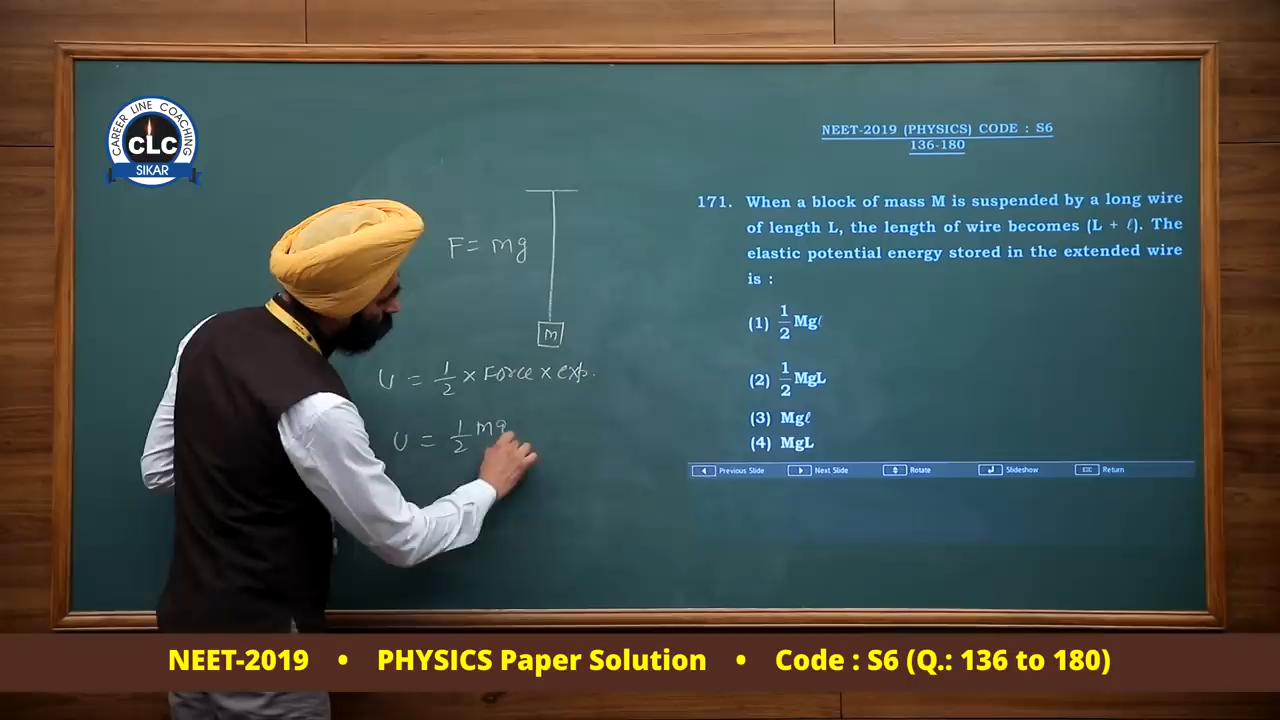 CAREER LINE COACHING
CLC
SIKAR
NEET-2019 (PHYSICS) CODE : S6
136-180
171. When a block of mass M is suspended by a long wire
of length L, the length of wire becomes (L + ℓ). The
elastic potential energy stored in the extended wire
is :
(1) 1/2 Mgℓ
(2) 1/2 MgL
(3) Mgℓ
(4) MgL
Previous Slide Next Slide Rotate Slideshow ESC Return
F = mg
M
U = 1/2 × Force × exp.
U = 1/2 Mg
NEET-2019 • PHYSICS Paper Solution • Code : S6 (Q.: 136 to 180)